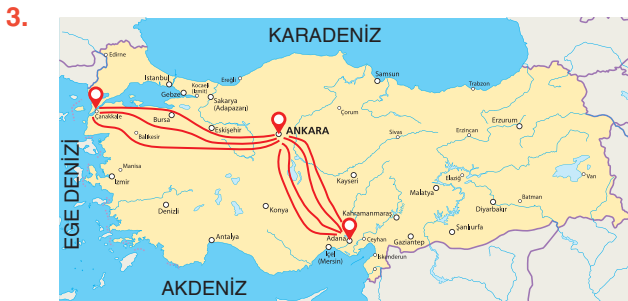 3.
KARADENİZ
Edirne
İstanbul
Gebze
Kocaeli
(İzmit)
Ereğli
Sakarya
(Adapazarı)
Samsun
Trabzon
Çanakkale
Bursa
Balıkesir
Eskişehir
ANKARA
Çorum
Sivas
Erzincan
Erzurum
EGE DENİZİ
Manisa
İzmir
Denizli
Antalya
Konya
Kayseri
Kahramanmaraş
Malatya
Elazığ
Diyarbakır
Batman
Van
Adana
Ceyhan
İçel
(Mersin)
İskenderun
Gaziantep
Şanlıurfa
AKDENİZ